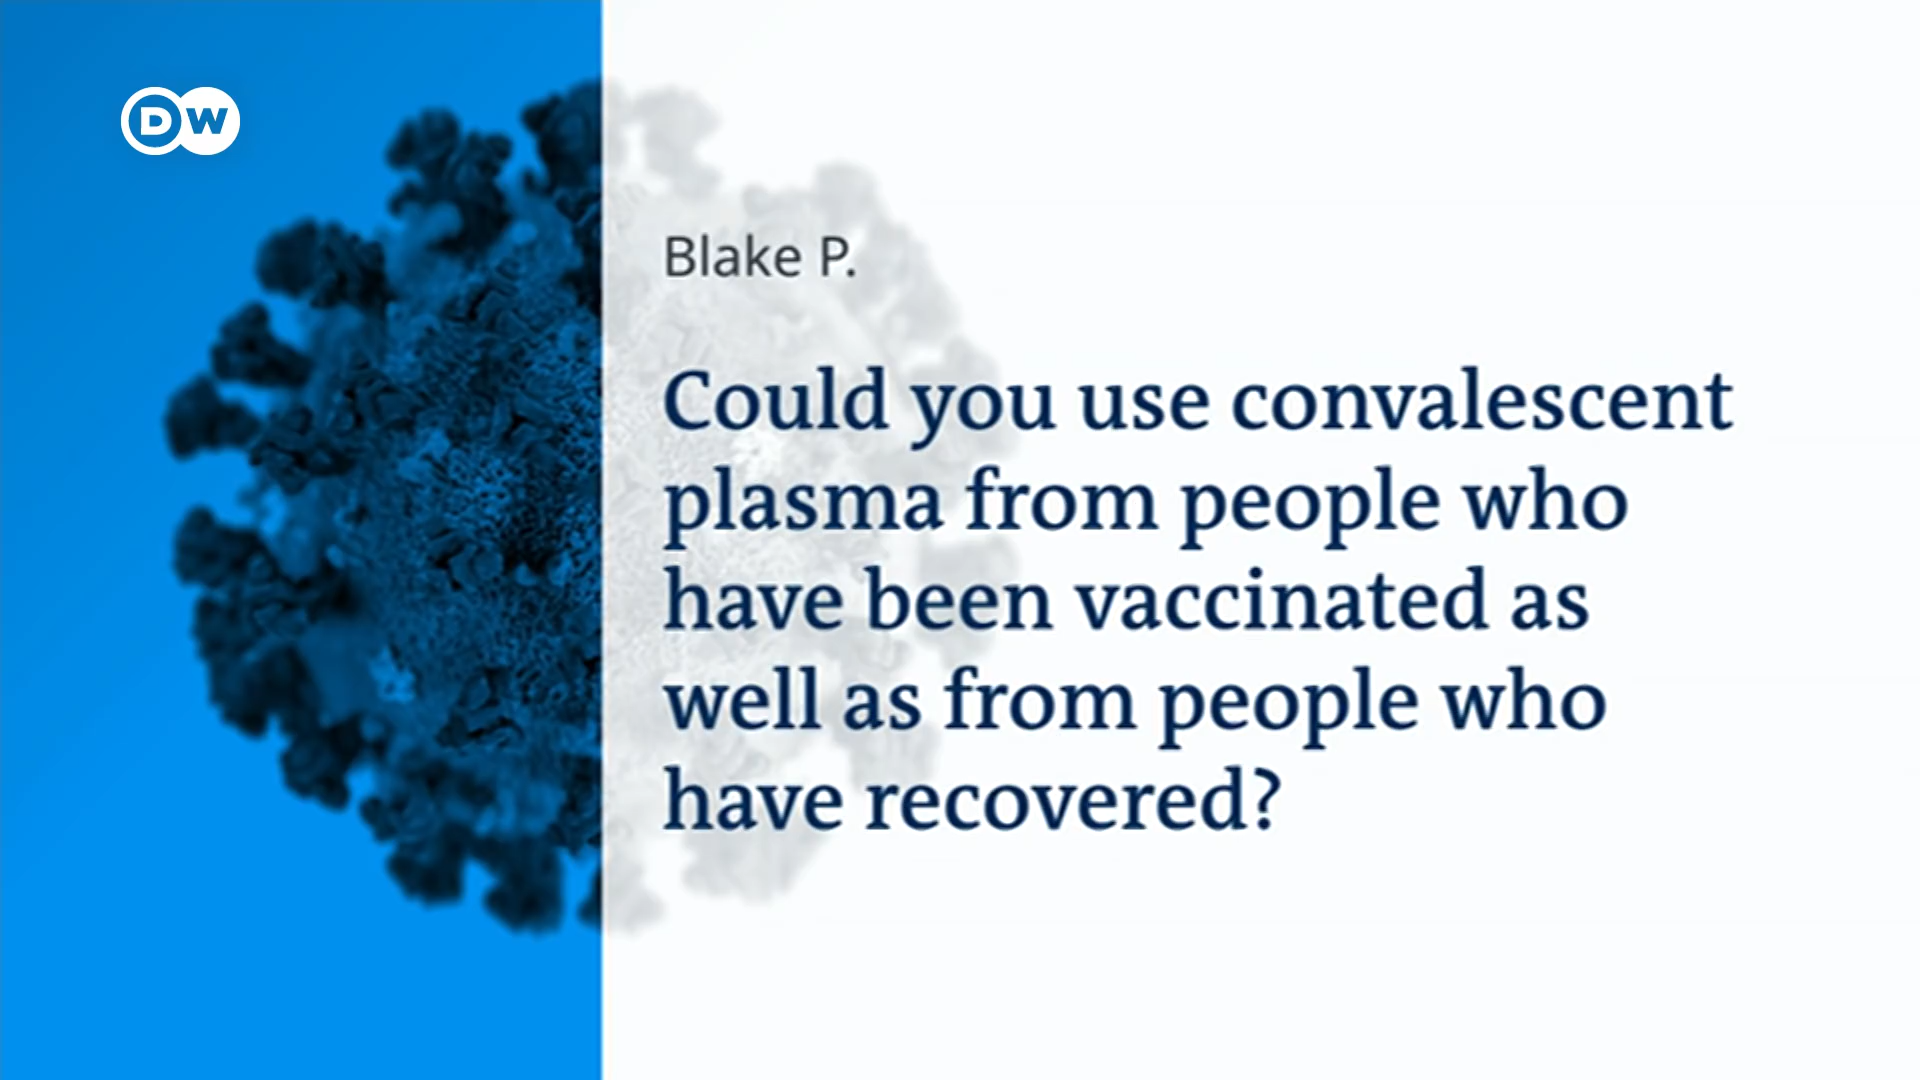 DW
Blake P.
Could you use convalescent
plasma from people who
have been vaccinated as
well as from people who
have recovered?